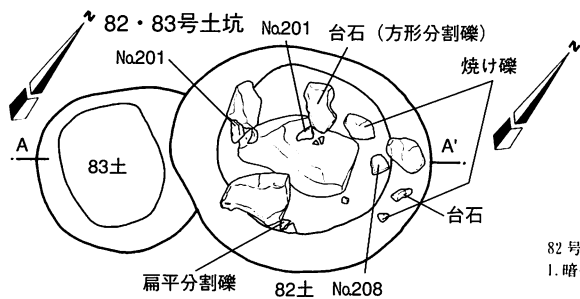 82・83号土坑
No.201
No.201
台石（方形分割礫）
焼け礫
N
N
A
A'
83土
台石
扁平分割礫
82土
No.208
82号
1.暗